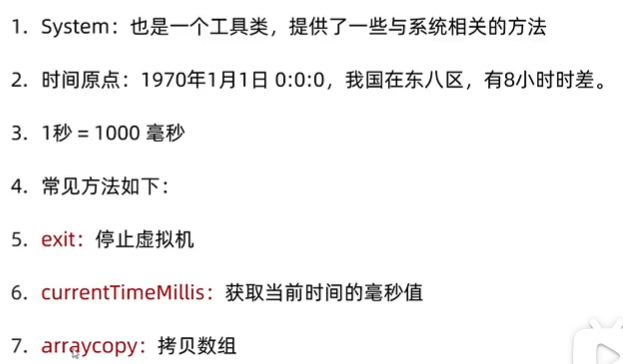 1. System：也是一个工具类，提供了一些与系统相关的方法
2. 时间原点：1970年1月1日 0:0:0，我国在东八区，有8小时时差。
3. 1秒 = 1000 毫秒
4. 常见方法如下：
5. exit：停止虚拟机
6. currentTimeMillis：获取当前时间的毫秒值
7. arraycopy：拷贝数组